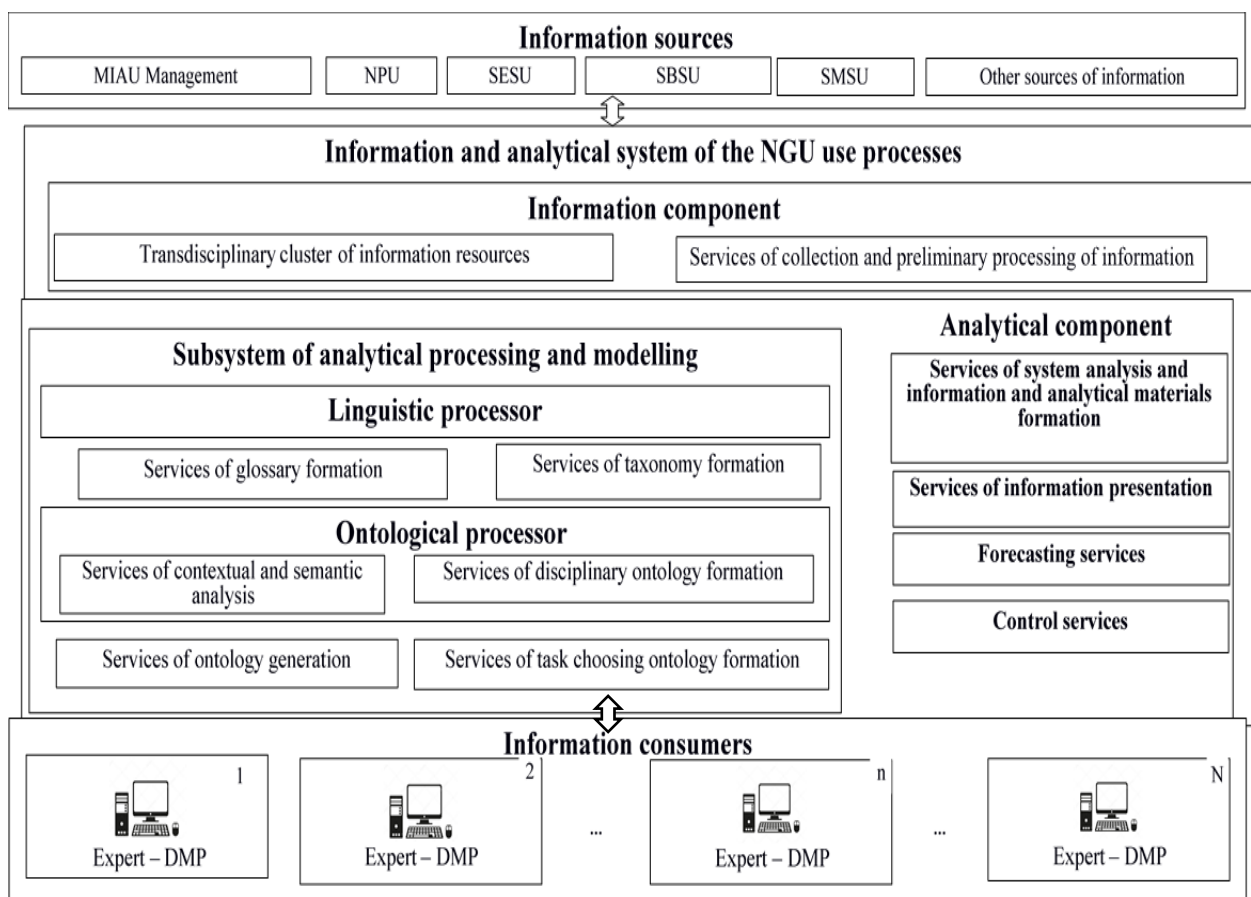 Information sources
MIAU Management
NPU
SESU
SBSU
SMSU
Other sources of information
Information and analytical system of the NGU use processes
Information component
Transdisciplinary cluster of information resources
Services of collection and preliminary processing of information
Subsystem of analytical processing and modelling
Linguistic processor
Services of glossary formation
Services of taxonomy formation
Ontological processor
Services of contextual and semantic
analysis
Services of disciplinary ontology formation
Services of ontology generation
Services of task choosing ontology formation
Analytical component
Services of system analysis and
information and analytical materials
formation
Services of information presentation
Forecasting services
Control services
Information consumers
1
Expert – DMP
2
Expert – DMP
...
n
Expert – DMP
...
N
Expert – DMP